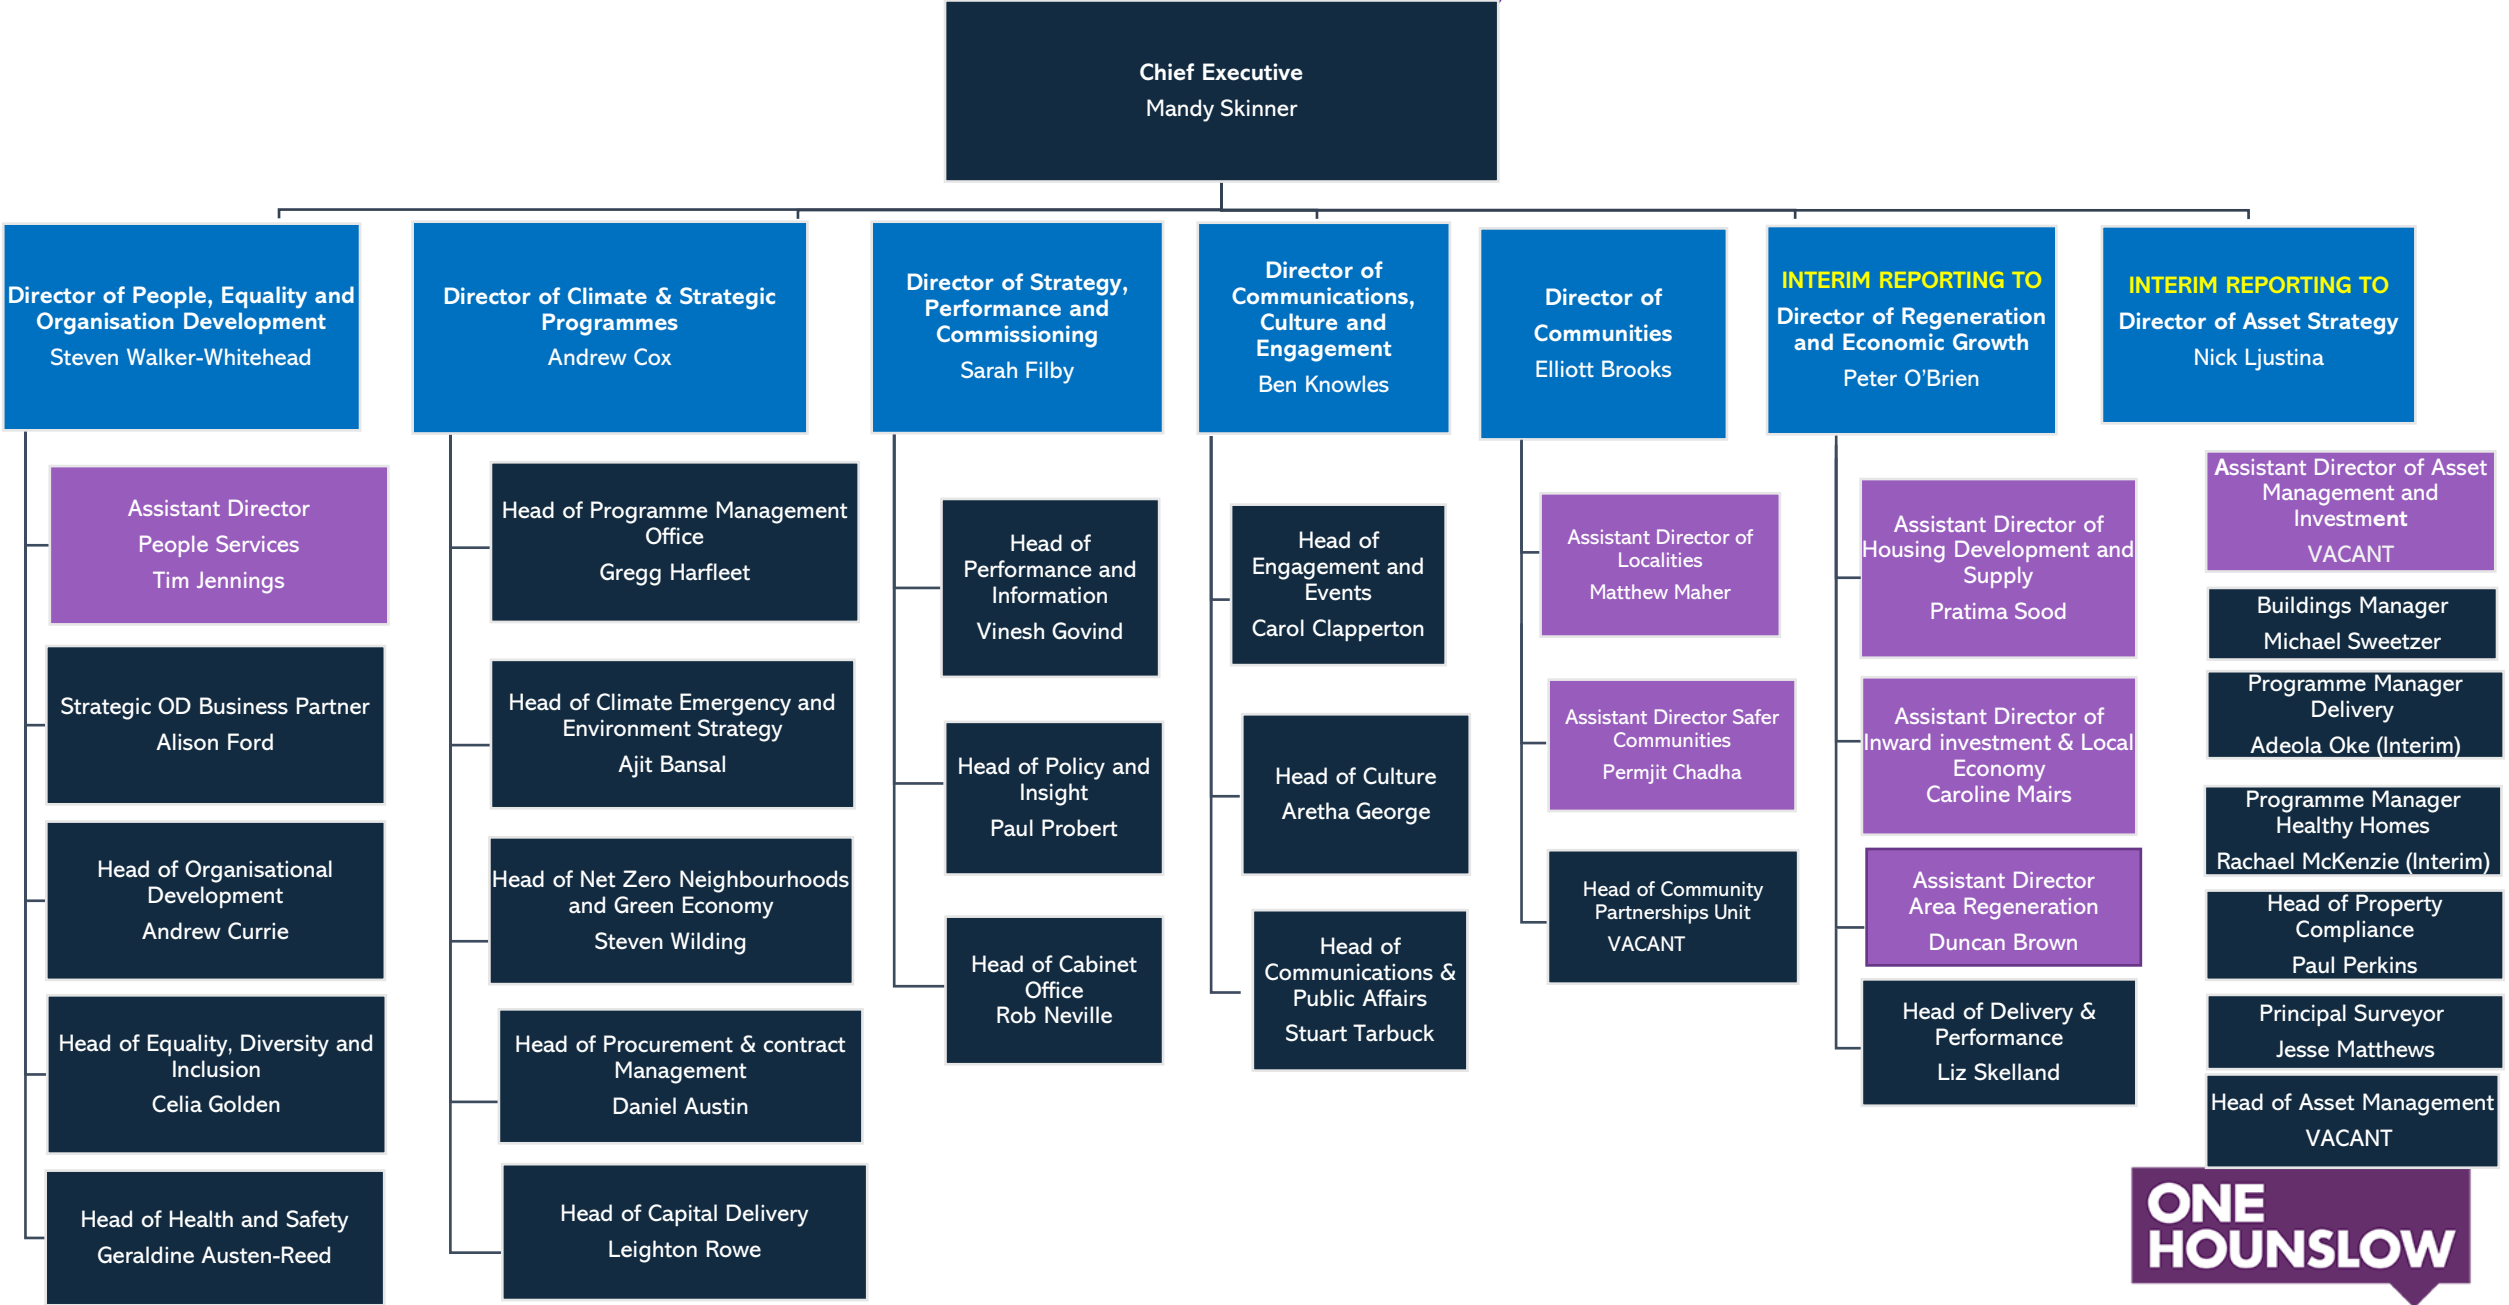 Chief Executive
Mandy Skinner
Director of People, Equality and
Organisation Development
Steven Walker-Whitehead
Assistant Director
People Services
Tim Jennings
Strategic OD Business Partner
Alison Ford
Head of Organisational
Development
Andrew Currie
Head of Equality, Diversity and
Inclusion
Celia Golden
Head of Health and Safety
Geraldine Austen-Reed
Director of Climate & Strategic
Programmes
Andrew Cox
Head of Programme Management
Office
Gregg Harfleet
Head of Climate Emergency and
Environment Strategy
Ajit Bansal
Head of Net Zero Neighbourhoods
and Green Economy
Steven Wilding
Head of Procurement & contract
Management
Daniel Austin
Head of Capital Delivery
Leighton Rowe
Director of Strategy,
Performance and
Commissioning
Sarah Filby
Head of
Performance and
Information
Vinesh Govind
Head of Policy and
Insight
Paul Probert
Head of Cabinet
Office
Rob Neville
Director of
Communications,
Culture and
Engagement
Ben Knowles
Head of
Engagement and
Events
Carol Clapperton
Head of Culture
Aretha George
Head of
Communications &
Public Affairs
Stuart Tarbuck
Director of
Communities
Elliott Brooks
Assistant Director of
Localities
Matthew Maher
Assistant Director Safer
Communities
Permjit Chadha
Head of Community
Partnerships Unit
VACANT
INTERIM REPORTING TO
Director of Regeneration
and Economic Growth
Peter O’Brien
Assistant Director of
Housing Development and
Supply
Pratima Sood
Assistant Director of
Inward investment & Local
Economy
Caroline Mairs
Assistant Director
Area Regeneration
Duncan Brown
Head of Delivery &
Performance
Liz Skelland
INTERIM REPORTING TO
Director of Asset Strategy
Nick Ljustina
Assistant Director of Asset
Management and
Investment
VACANT
Buildings Manager
Michael Sweetzer
Programme Manager
Delivery
Adeola Oke (Interim)
Programme Manager
Healthy Homes
Rachael McKenzie (Interim)
Head of Property
Compliance
Paul Perkins
Principal Surveyor
Jesse Matthews
Head of Asset Management
VACANT
ONE
HOUNSLOW